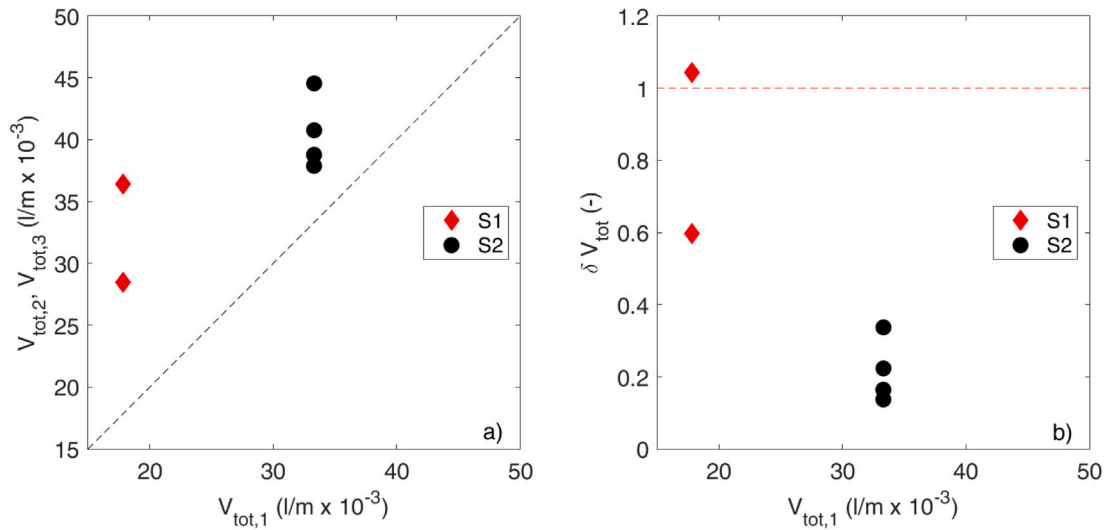 50
45
40
35
30
25
20
15
20
30
40
50
V_tot,2, V_tot,3 (l/m x 10^-3)
V_tot,1 (l/m x 10^-3)
S1
S2
a)
1.2
1
0.8
0.6
0.4
0.2
0
20
30
40
50
δ V_tot (-)
V_tot,1 (l/m x 10^-3)
S1
S2
b)